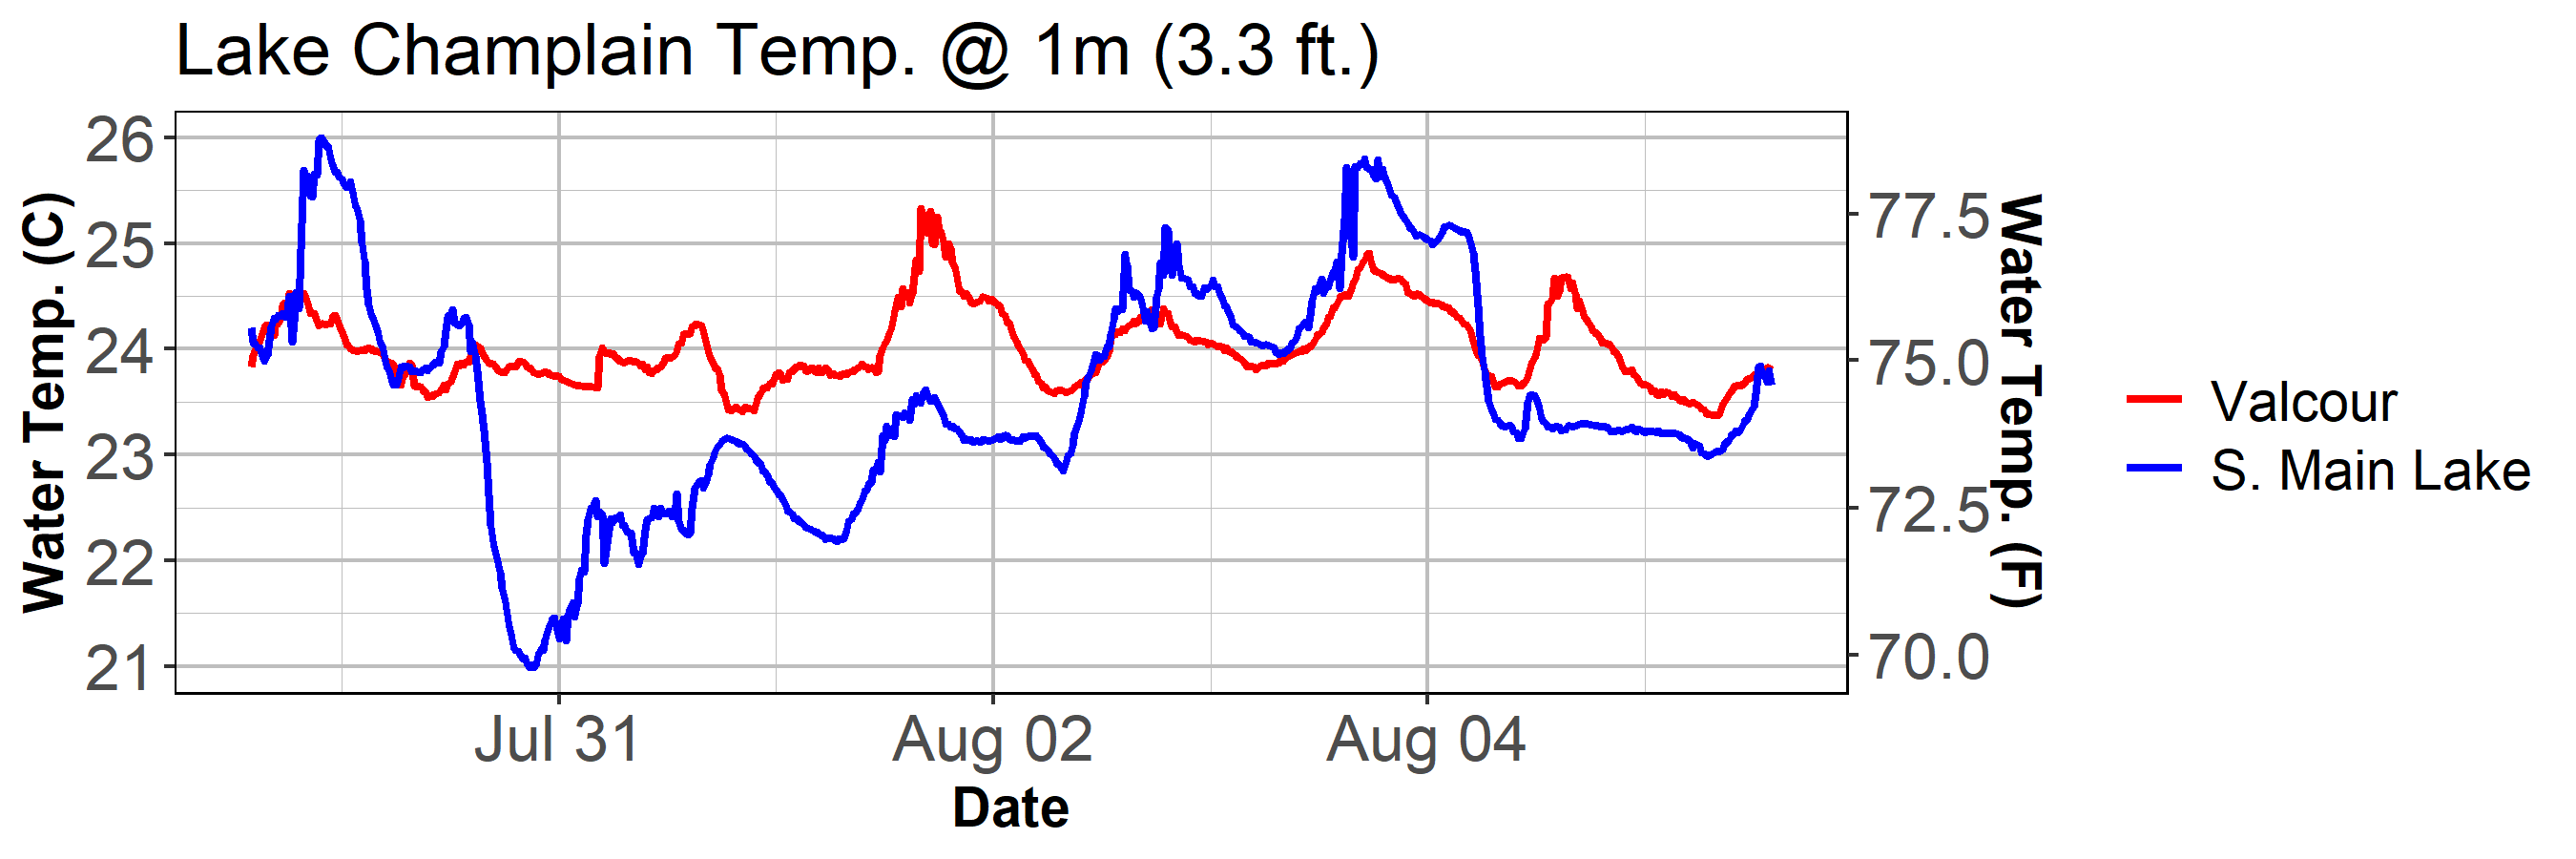 Lake Champlain Temp. @ 1m (3.3 ft.)
Water Temp. (C)
26
25
24
23
22
21
77.5
75.0
72.5
70.0
Water Temp. (F)
Jul 31
Aug 02
Aug 04
Date
Valcour
S. Main Lake